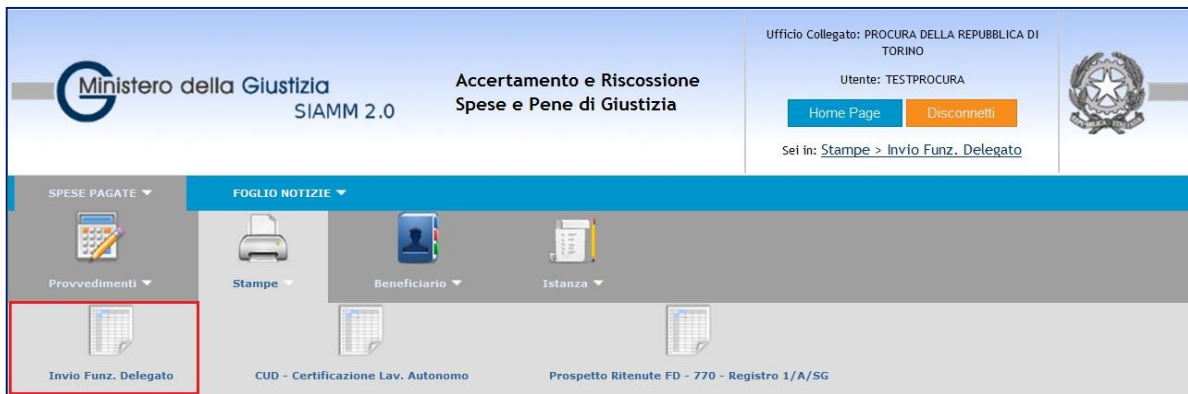 Ministero della Giustizia
SIAMM 2.0
Accertamento e Riscossione
Spese e Pene di Giustizia
Ufficio Collegato: PROCURA DELLA REPUBBLICA DI
TORINO
Utente: TESTPROCURA
Home Page Disconnetti
Sei in: Stampe > Invio Funz. Delegato
SPESE PAGATE FOGLIO NOTIZIE
Provvedimenti Stampe Beneficiario Istanza
Invio Funz. Delegato CUD - Certificazione Lav. Autonomo Prospetto Ritenute FD - 770 - Registro 1/A/SG